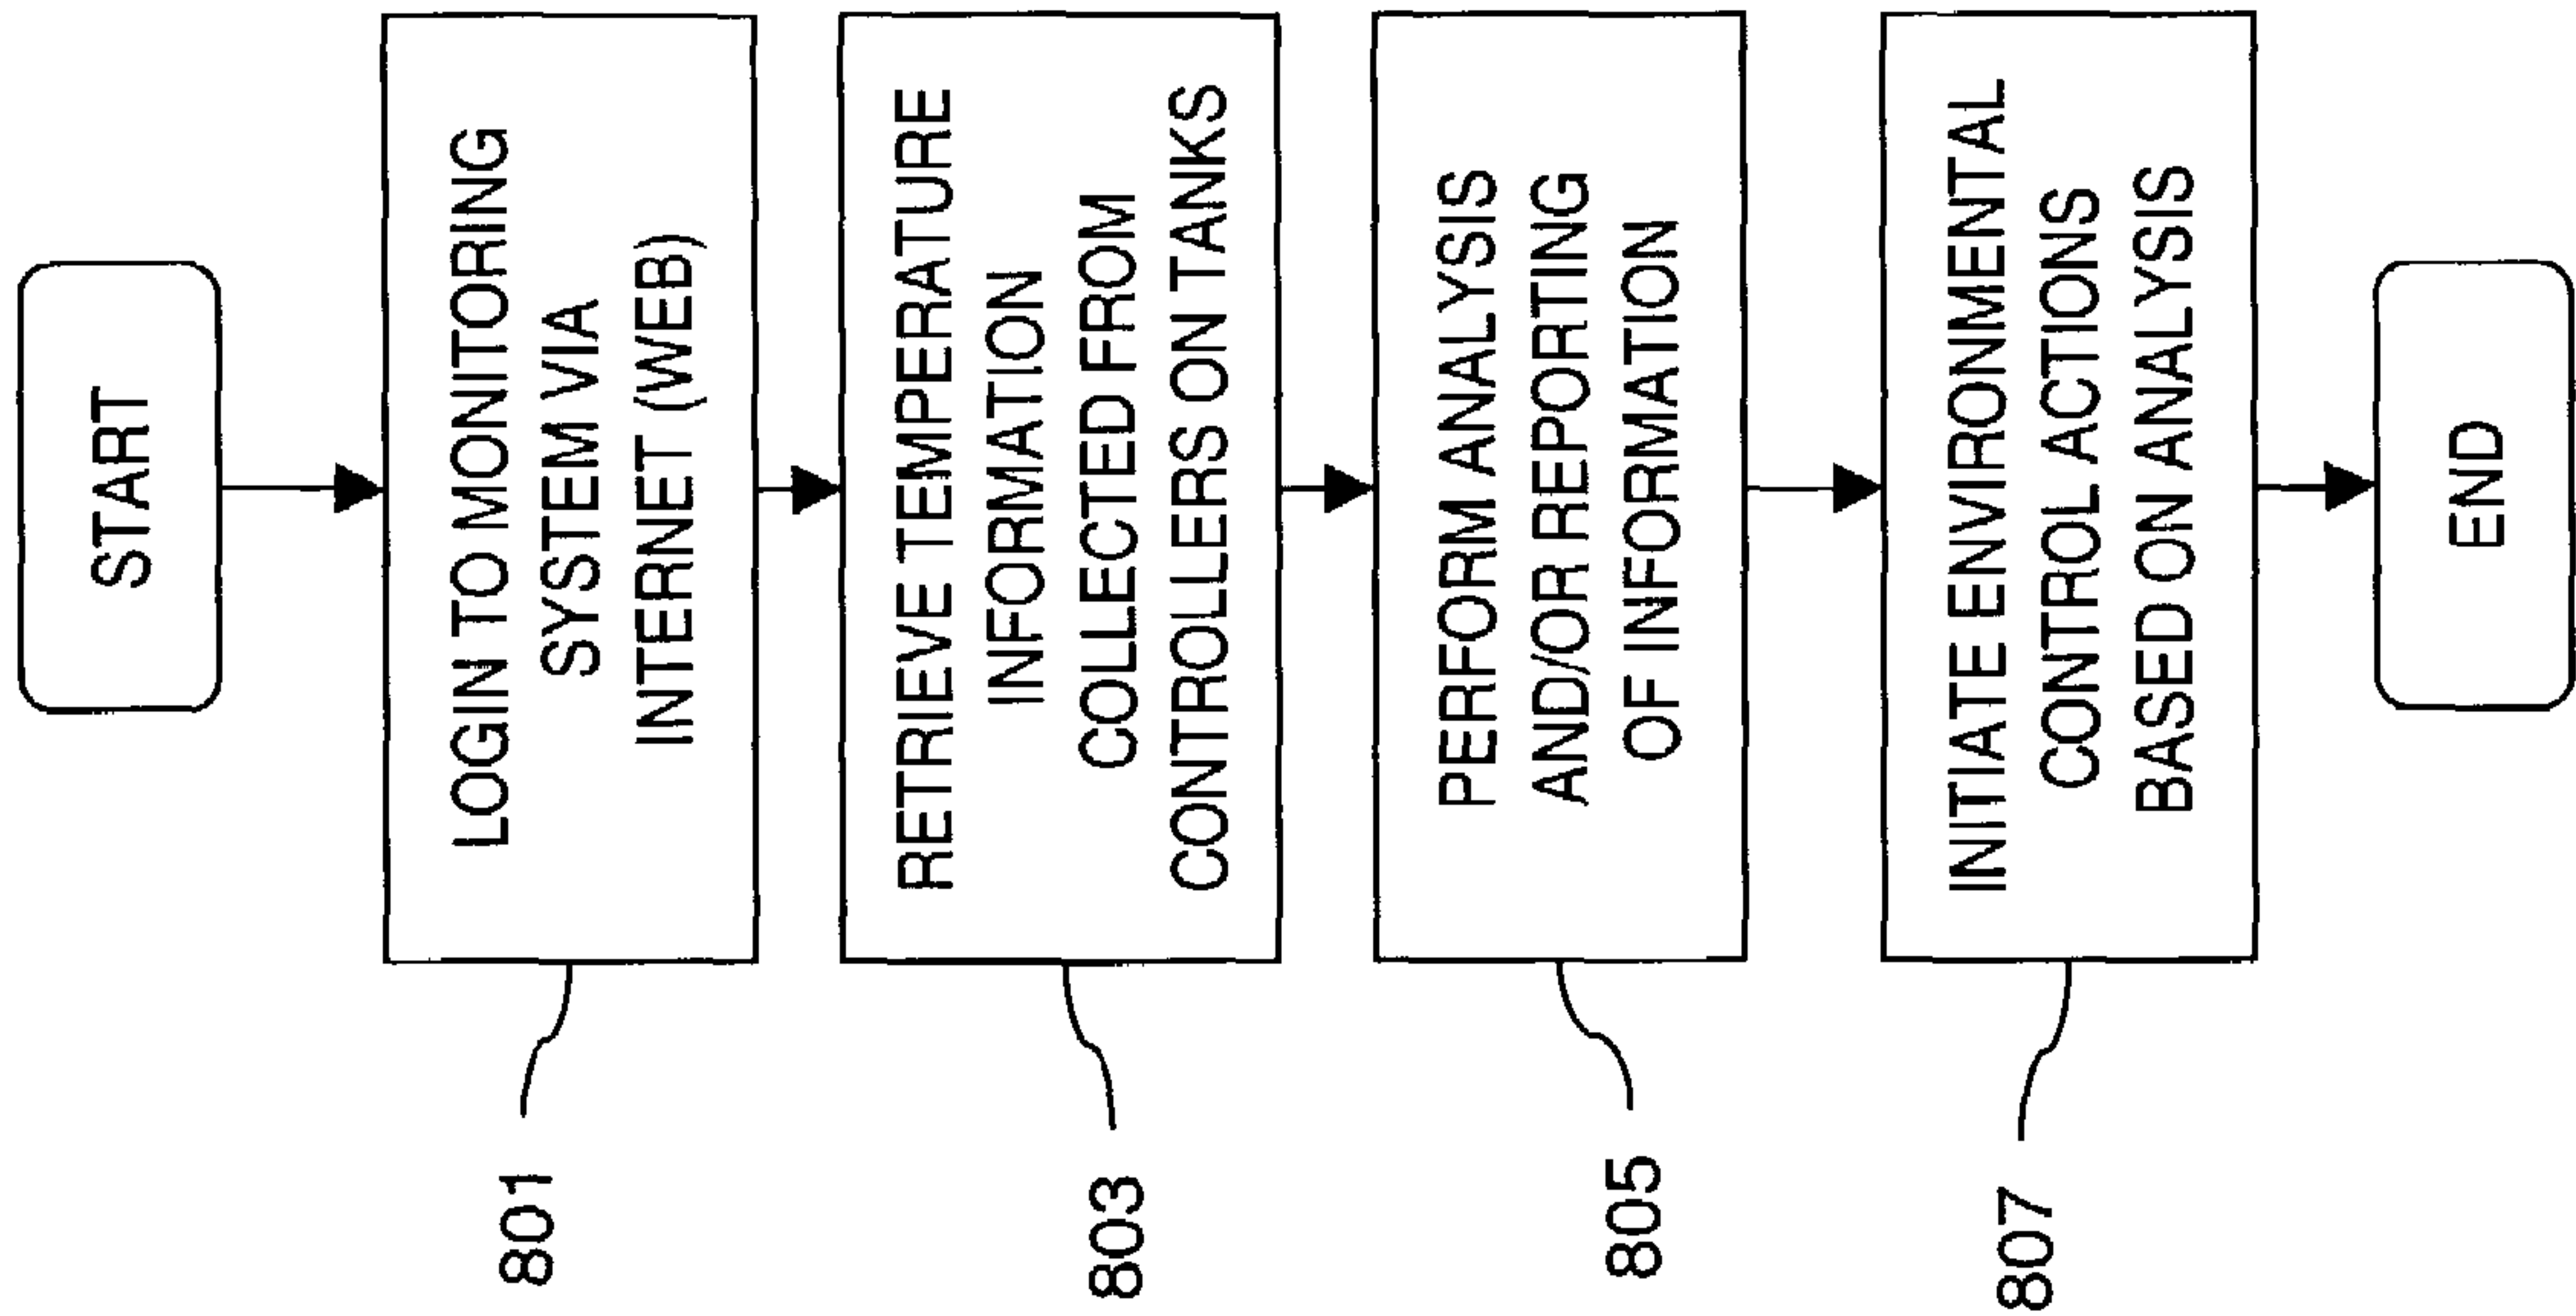 START
LOGIN TO MONITORING
SYSTEM VIA
INTERNET (WEB)
801
RETRIEVE TEMPERATURE
INFORMATION
COLLECTED FROM
CONTROLLERS ON TANKS
803
PERFORM ANALYSIS
AND/OR REPORTING
OF INFORMATION
805
INITIATE ENVIRONMENTAL
CONTROL ACTIONS
BASED ON ANALYSIS
807
END